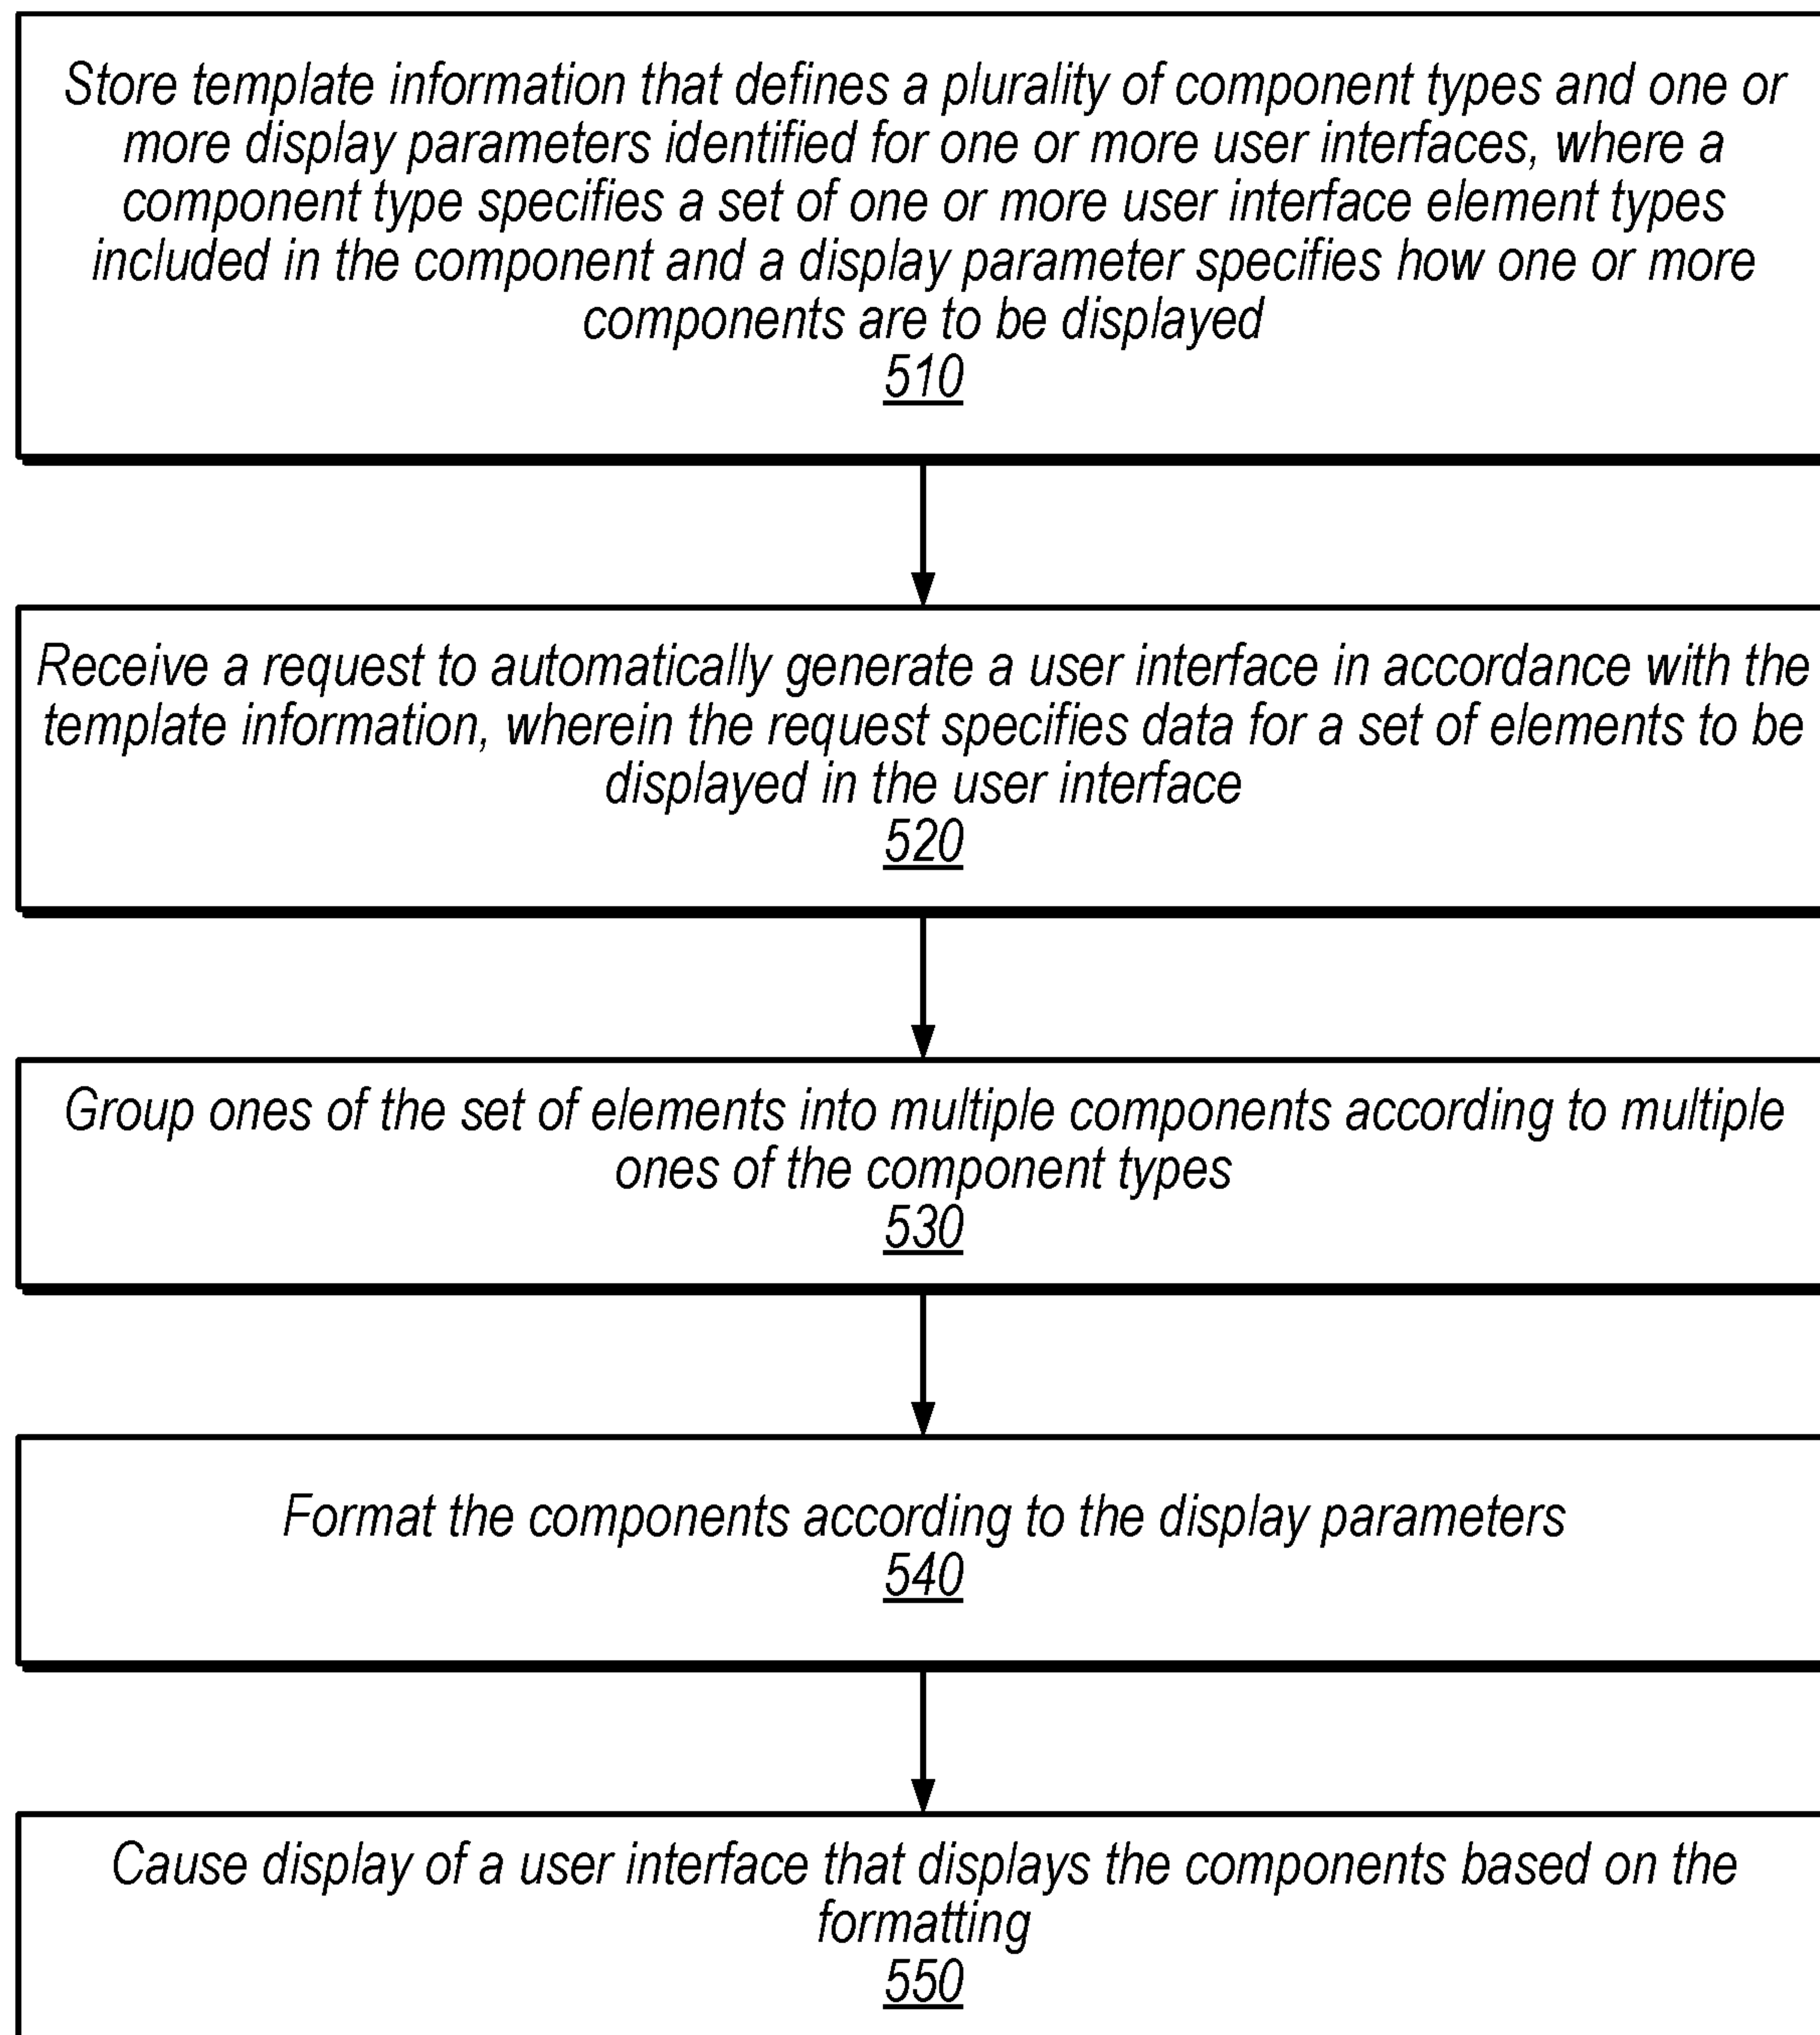 Store template information that defines a plurality of component types and one or
more display parameters identified for one or more user interfaces, where a
component type specifies a set of one or more user interface element types
included in the component and a display parameter specifies how one or more
components are to be displayed
510
Receive a request to automatically generate a user interface in accordance with the
template information, wherein the request specifies data for a set of elements to be
displayed in the user interface
520
Group ones of the set of elements into multiple components according to multiple
ones of the component types
530
Format the components according to the display parameters
540
Cause display of a user interface that displays the components based on the
formatting
550